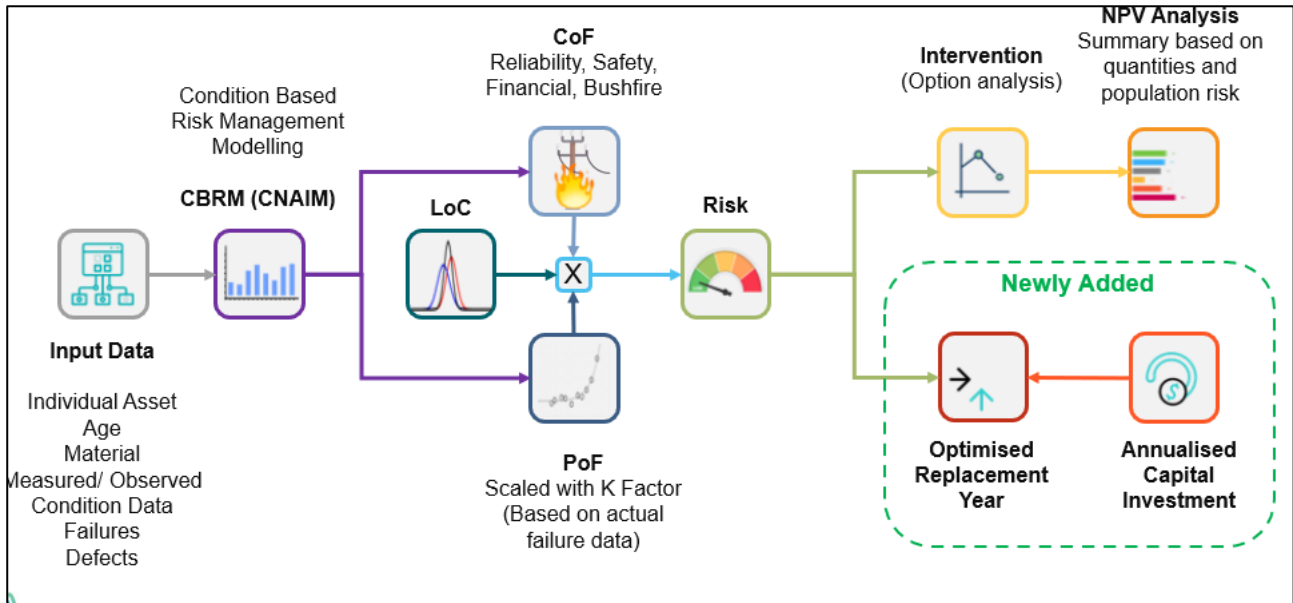 Input Data
Individual Asset
Age
Material
Measured/ Observed
Condition Data
Failures
Defects
Condition Based
Risk Management
Modelling
CBRM (CNAIM)
CoF
Reliability, Safety,
Financial, Bushfire
LoC
X
PoF
Scaled with K Factor
(Based on actual
failure data)
Risk
Intervention
(Option analysis)
NPV Analysis
Summary based on
quantities and
population risk
Newly Added
Optimised
Replacement
Year
S
Annualised
Capital
Investment